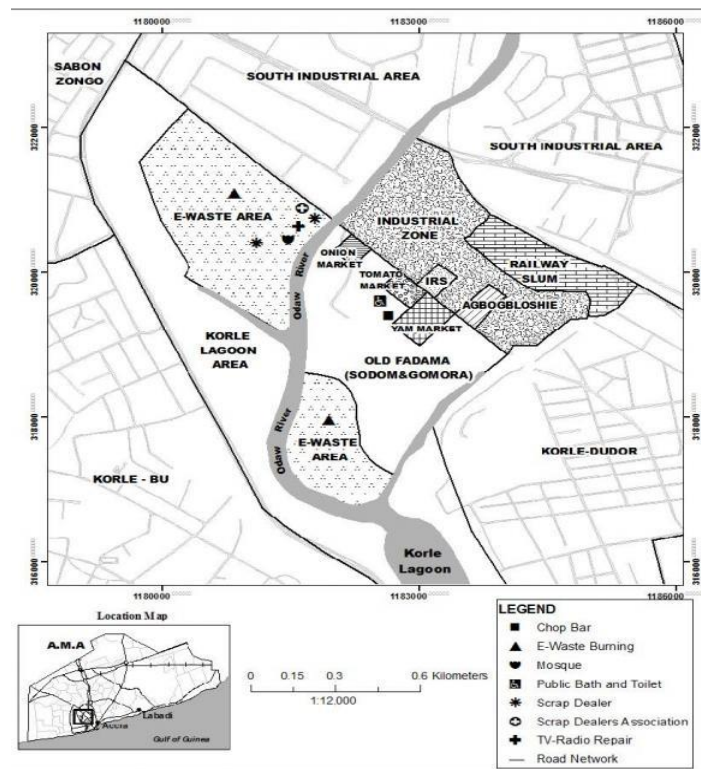 1180000
1183000
1186000
SABON
ZONGO
SOUTH INDUSTRIAL AREA
322000
322000
SOUTH INDUSTRIAL AREA
E-WASTE AREA
INDUSTRIAL
ZONE
ONION
MARKET
RAILWAY
SLUM
320000
320000
TOMATO
MARKET
IRS
Odaw River
AGBOGBLOSHIE
YAM MARKET
KORLE
LAGOON
AREA
OLD FADAMA
(SODOM&GOMORA)
318000
318000
Odaw River
E-WASTE
AREA
KORLE-DUDOR
KORLE - BU
Korle
Lagoon
316000
316000
1180000
1183000
1186000
Location Map
A.M.A
Labadi
Accra
Gulf of Guinea
0 0.15 0.3 0.6 Kilometers
1:12.000
LEGEND
Chop Bar
E-Waste Burning
Mosque
Public Bath and Toilet
Scrap Dealer
Scrap Dealers Association
TV-Radio Repair
Road Network